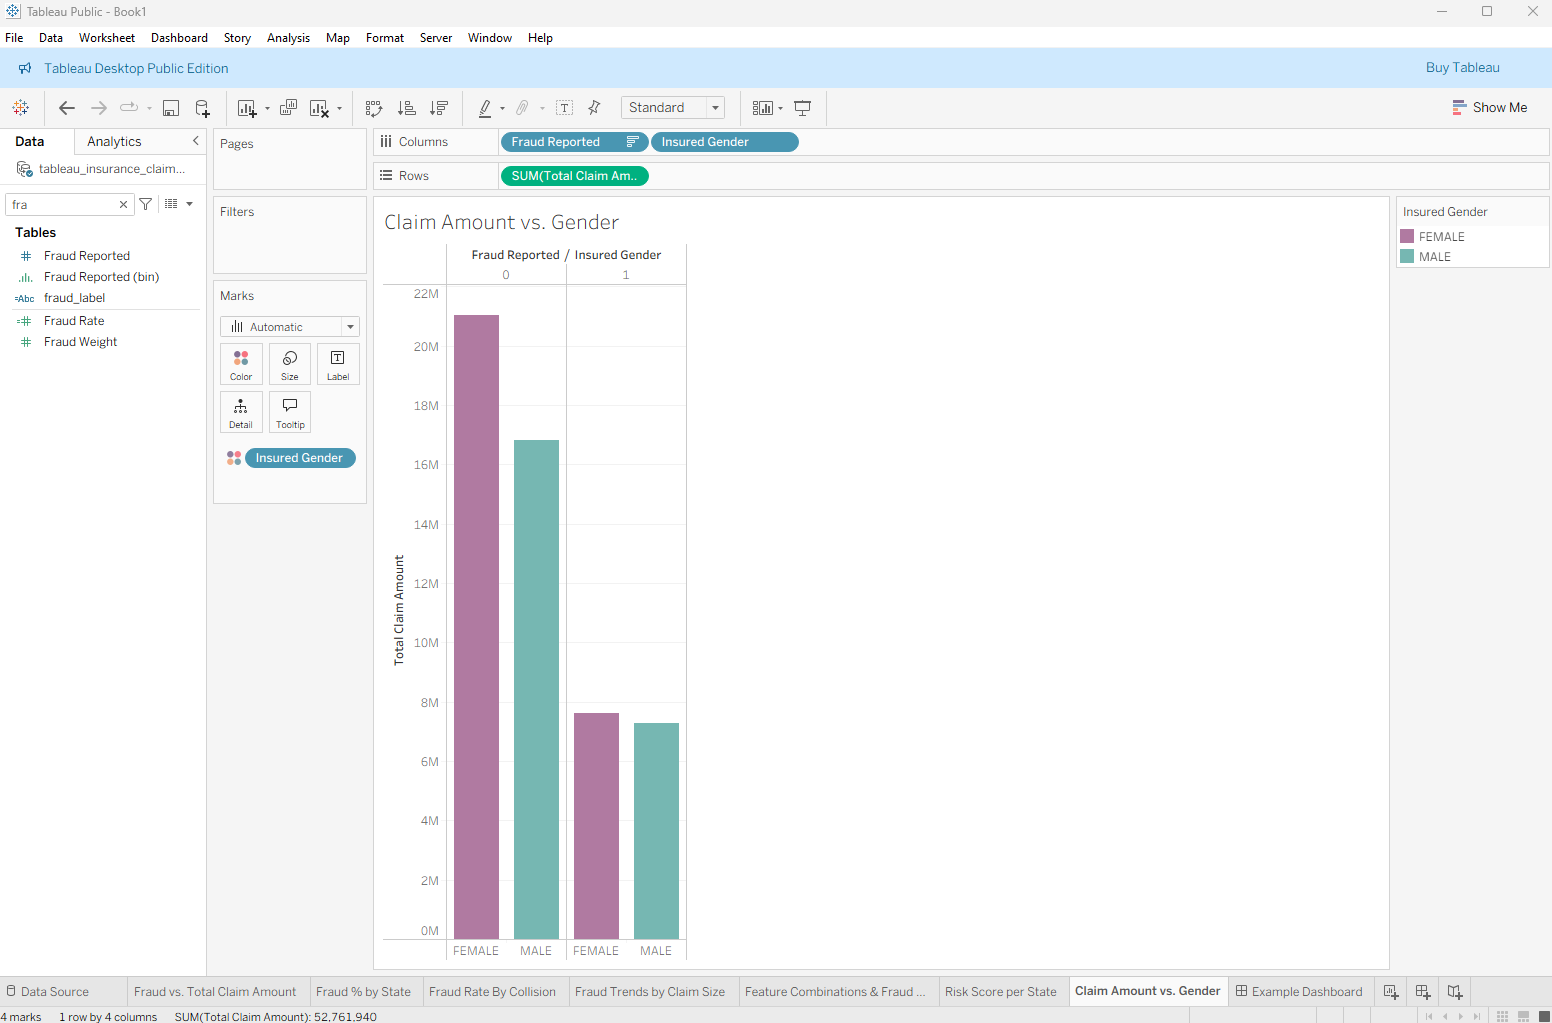 Tableau Public - Book1
File Data Worksheet Dashboard Story Analysis Map Format Server Window Help
Tableau Desktop Public Edition
Buy Tableau
Standard
Show Me
Data Analytics
tableau_insurance_claim...
fra
Tables
Fraud Reported
Fraud Reported (bin)
=Abc fraud_label
Fraud Rate
Fraud Weight
Pages
Filters
Marks
Automatic
Color Size Label
Detail Tooltip
Insured Gender
Columns Fraud Reported Insured Gender
Rows SUM(Total Claim Am..
Claim Amount vs. Gender
Fraud Reported / Insured Gender
0 1
22M
20M
18M
16M
14M
12M
10M
8M
6M
4M
2M
0M
Total Claim Amount
FEMALE MALE FEMALE MALE
Insured Gender
FEMALE
MALE
Data Source Fraud vs. Total Claim Amount Fraud % by State Fraud Rate By Collision Fraud Trends by Claim Size Feature Combinations & Fraud ... Risk Score per State Claim Amount vs. Gender Example Dashboard
4 marks 1 row by 4 columns SUM(Total Claim Amount): 52,761,940